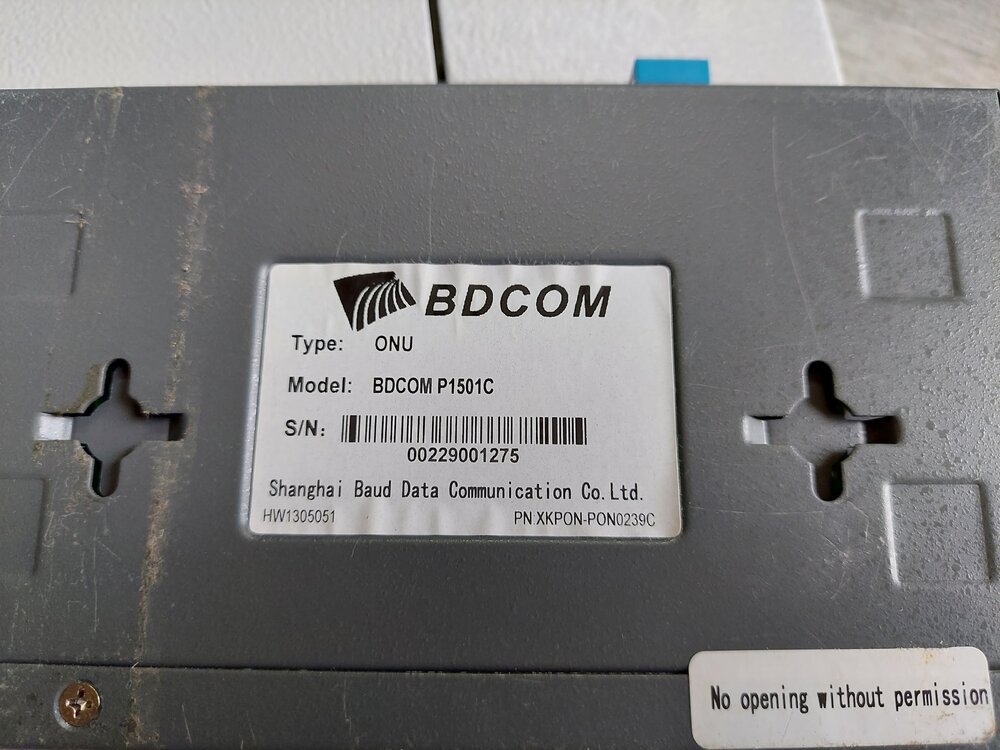 BDCOM
Type: ONU
Model: BDCOM P1501C
S/N:
00229001275
Shanghai Baud Data Communication Co.Ltd.
HW1305051 PN:XKPON-PON0239C
No opening without permission